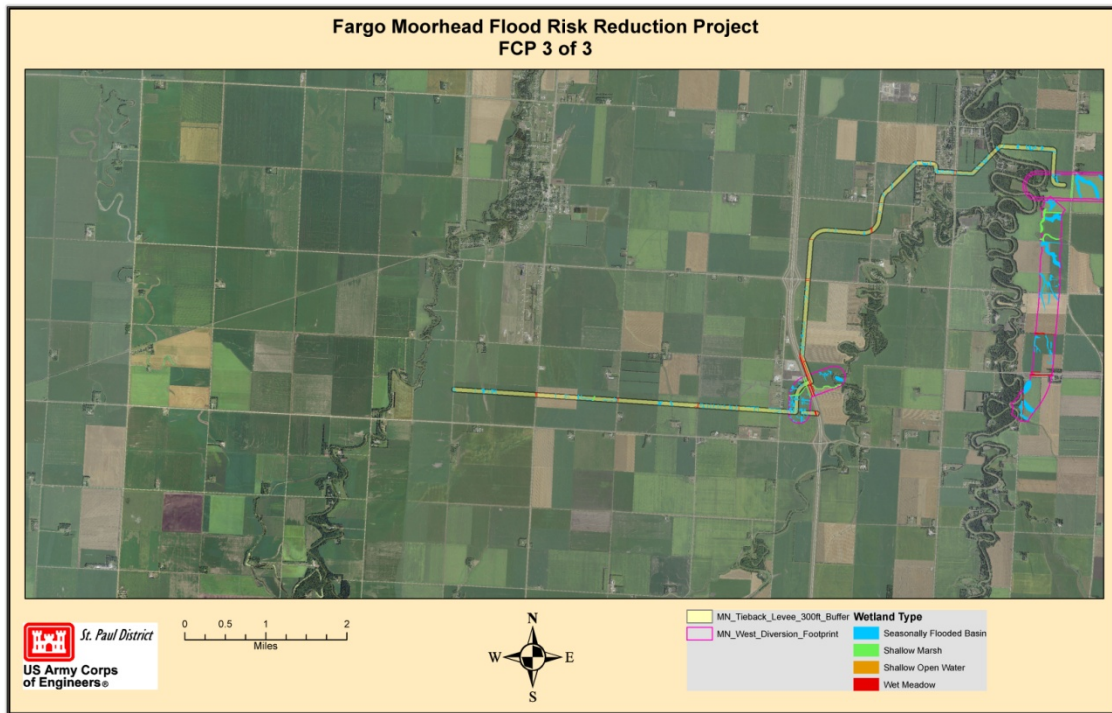 Fargo Moorhead Flood Risk Reduction Project
FCP 3 of 3
St. Paul District
US Army Corps
of Engineers®
0 0.5 1 2
Miles
N
W E
S
MN_Tieback_Levee_300ft_Buffer
MN_West_Diversion_Footprint
Wetland Type
Seasonally Flooded Basin
Shallow Marsh
Shallow Open Water
Wet Meadow